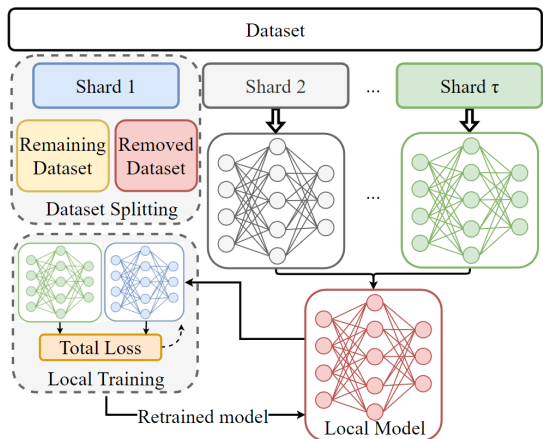 Dataset
Shard 1
Shard 2
...
Shard τ
Remaining
Dataset
Removed
Dataset
Dataset Splitting
...
Total Loss
Local Training
Retrained model
Local Model